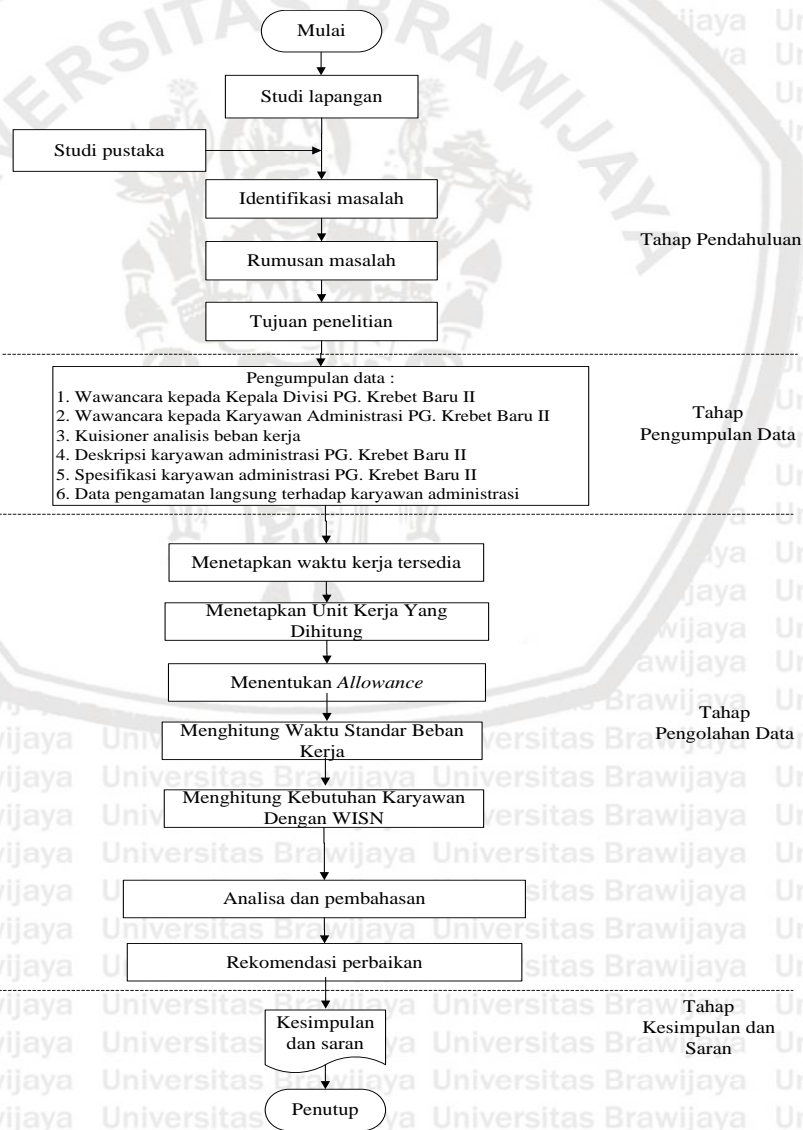 Mulai
Studi lapangan
Studi pustaka
Identifikasi masalah
Rumusan masalah
Tujuan penelitian
Tahap Pendahuluan
Pengumpulan data :
1. Wawancara kepada Kepala Divisi PG. Krebet Baru II
2. Wawancara kepada Karyawan Administrasi PG. Krebet Baru II
3. Kuisioner analisis beban kerja
4. Deskripsi karyawan administrasi PG. Krebet Baru II
5. Spesifikasi karyawan administrasi PG. Krebet Baru II
6. Data pengamatan langsung terhadap karyawan administrasi
Tahap
Pengumpulan Data
Menetapkan waktu kerja tersedia
Menetapkan Unit Kerja Yang
Dihitung
Menentukan Allowance
Menghitung Waktu Standar Beban
Kerja
Menghitung Kebutuhan Karyawan
Dengan WISN
Analisa dan pembahasan
Rekomendasi perbaikan
Tahap
Pengolahan Data
Kesimpulan
dan saran
Penutup
Tahap
Kesimpulan dan
Saran